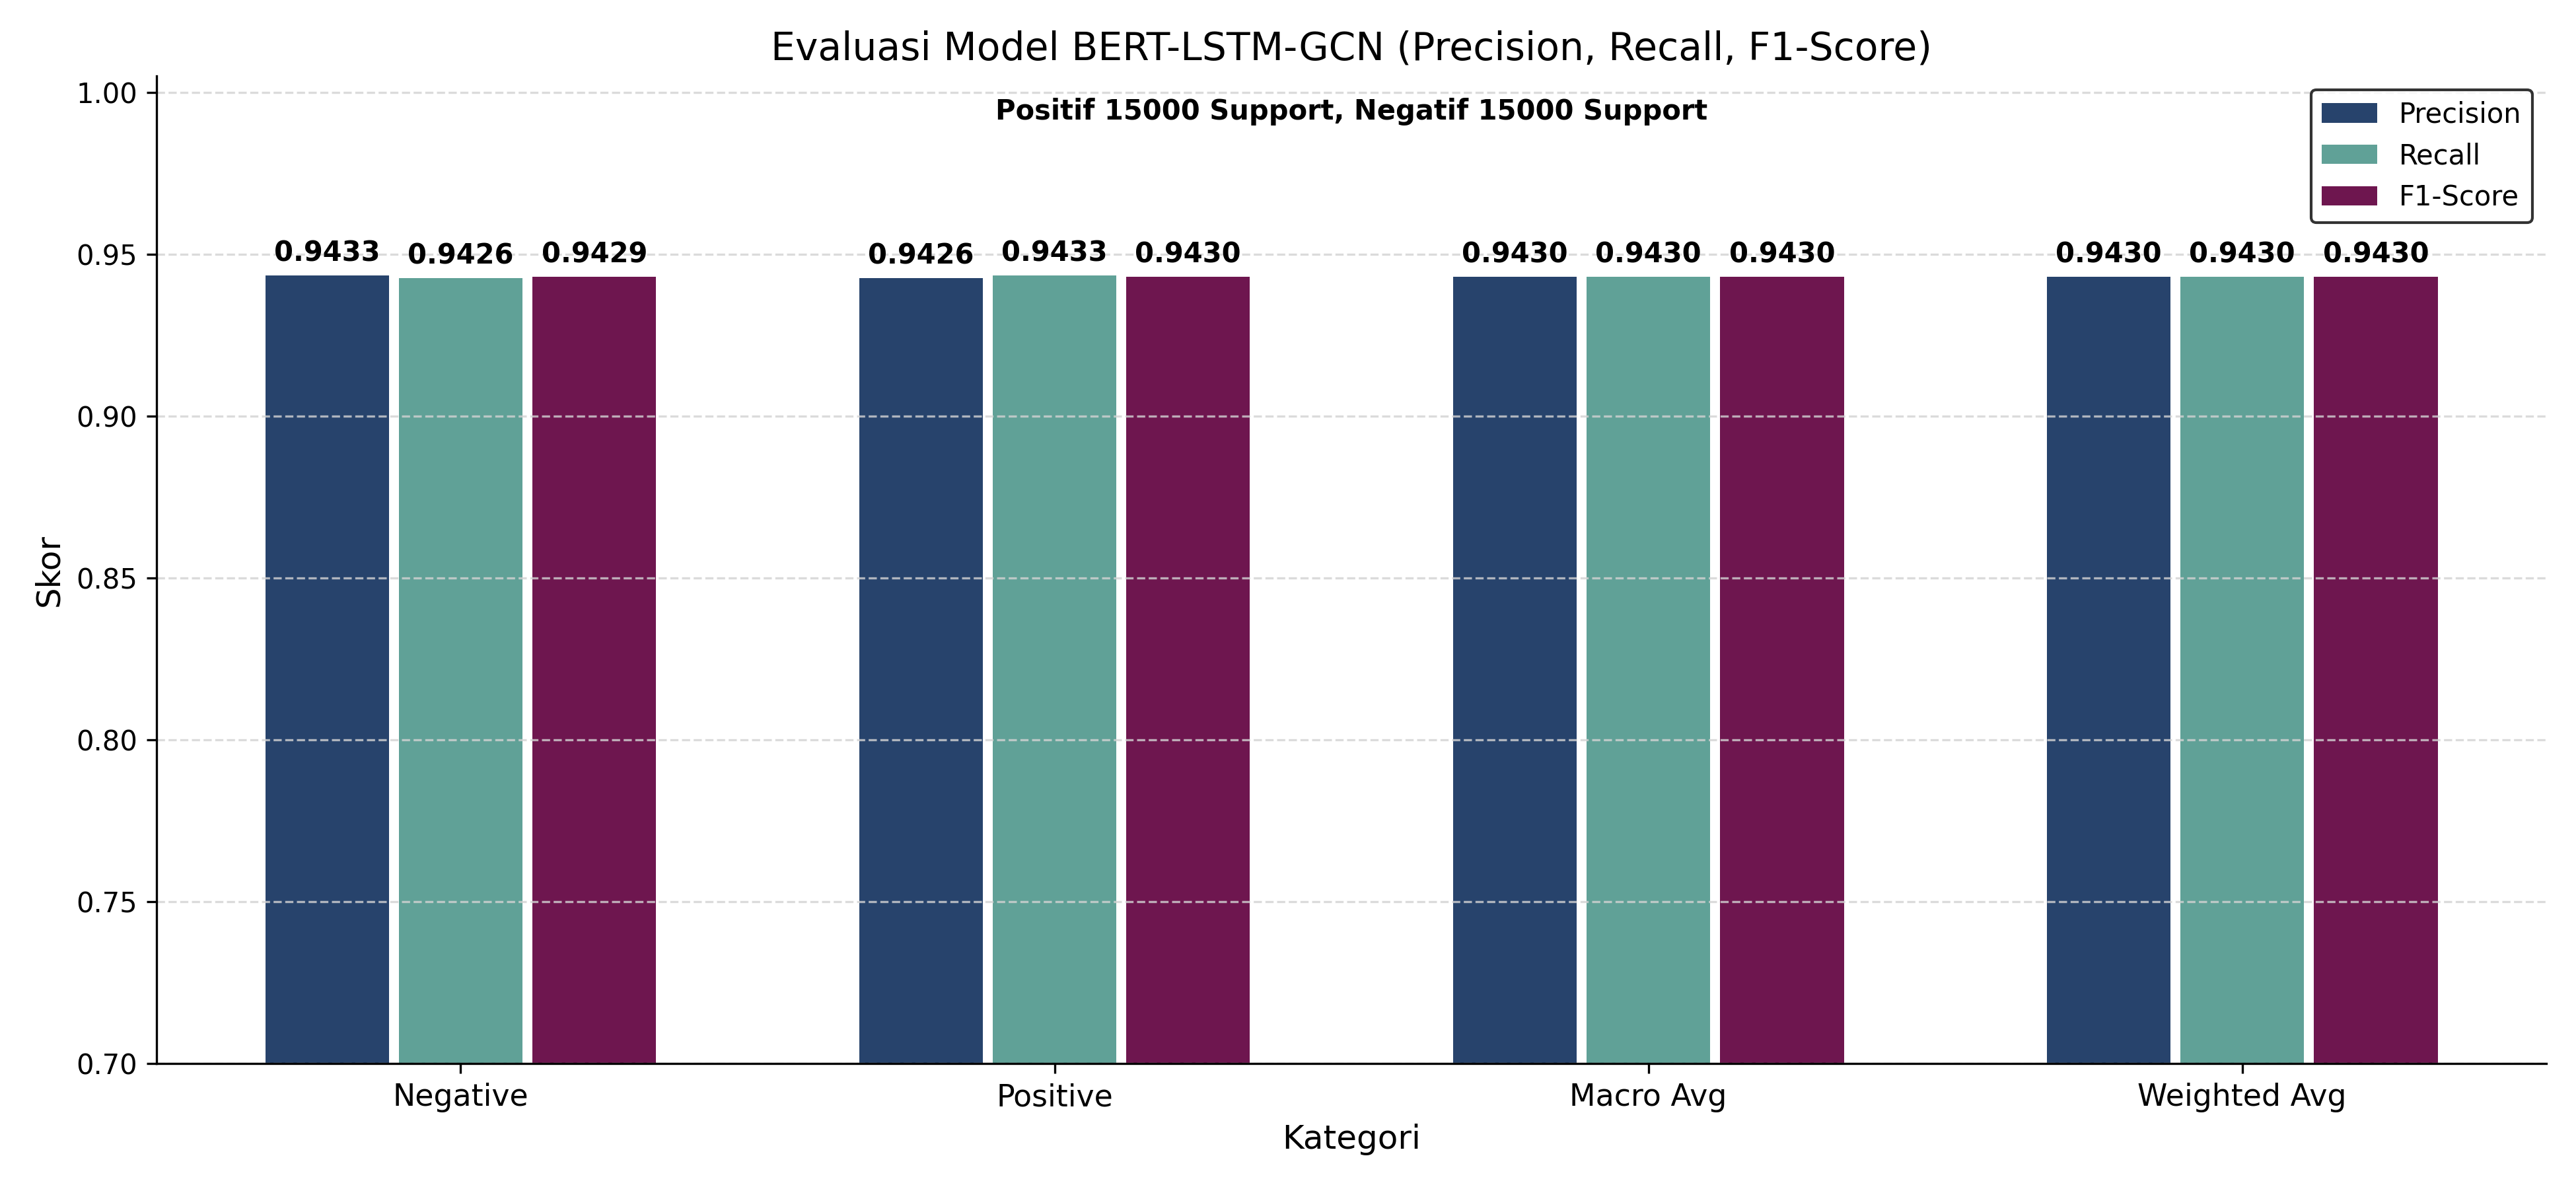 Evaluasi Model BERT-LSTM-GCN (Precision, Recall, F1-Score)
Positif 15000 Support, Negatif 15000 Support
Precision
Recall
F1-Score
1.00
0.95
0.90
0.85
0.80
0.75
0.70
Skor
0.9433 0.9426 0.9429 0.9426 0.9433 0.9430 0.9430 0.9430 0.9430 0.9430 0.9430 0.9430
Negative Positive Macro Avg Weighted Avg
Kategori